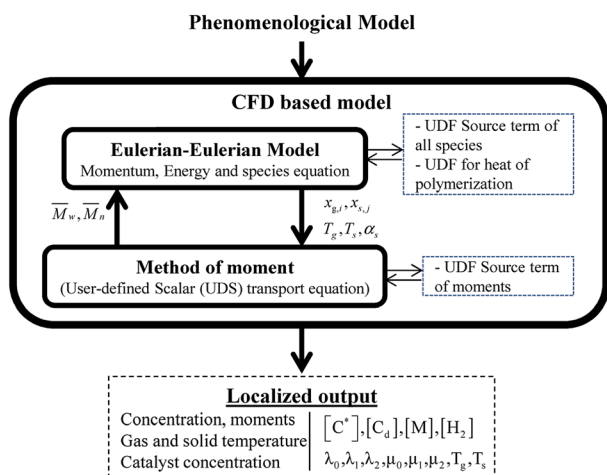 Phenomenological Model
CFD based model
Eulerian-Eulerian Model
Momentum, Energy and species equation
- UDF Source term of
all species
- UDF for heat of
polymerization
M̅w, M̅n
xg,i, xs,j
Tg, Ts, αs
Method of moment
(User-defined Scalar (UDS) transport equation)
- UDF Source term
of moments
Localized output
Concentration, moments
Gas and solid temperature
Catalyst concentration
[C*],[Cd],[M],[H2]
λ0,λ1,λ2,μ0,μ1,μ2,Tg,Ts